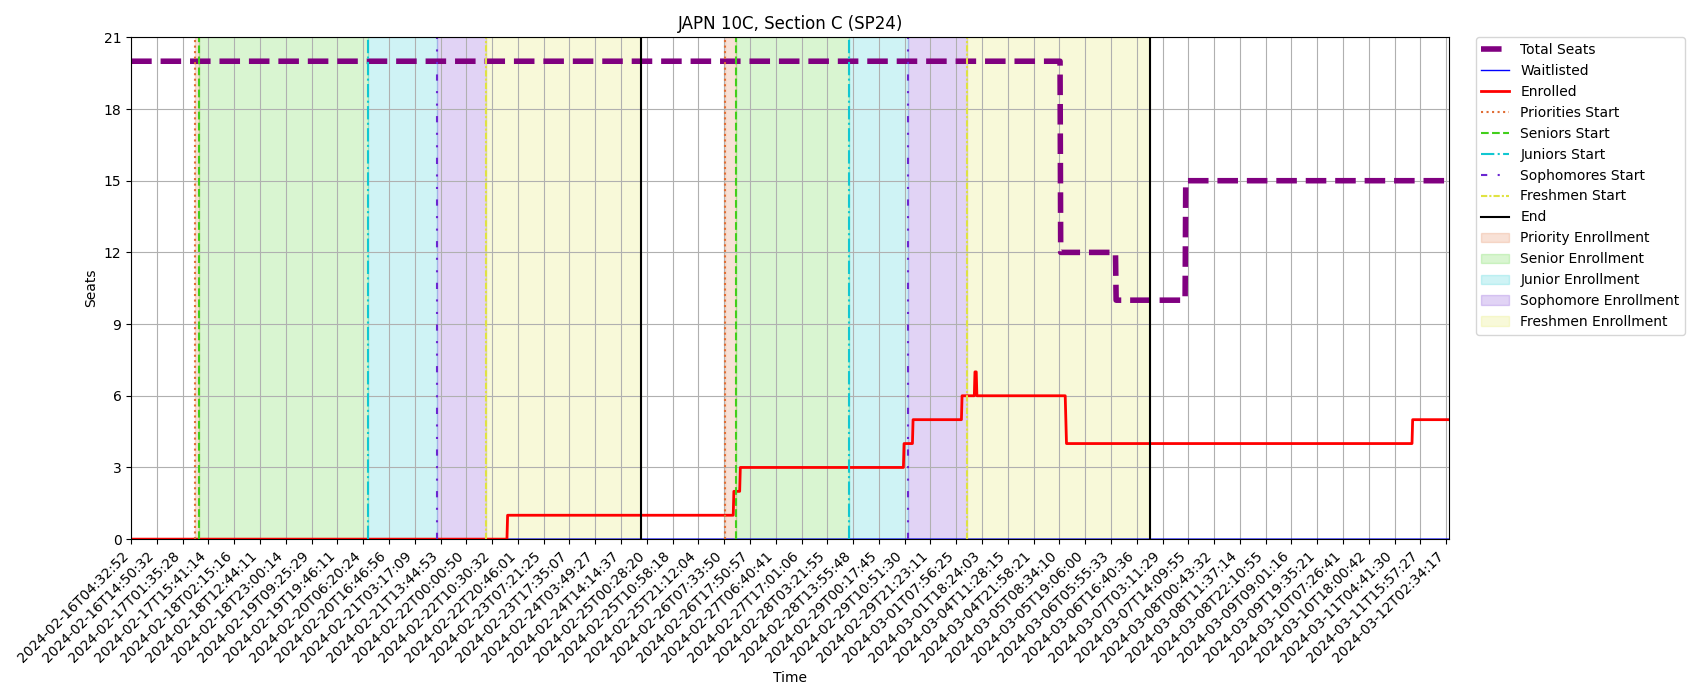 JAPN 10C, Section C (SP24)
21
18
15
12
9
6
3
0
Seats
2024-02-16T04:32:52
2024-02-16T14:50:32
2024-02-17T01:35:28
2024-02-17T15:41:14
2024-02-18T02:15:16
2024-02-18T12:44:11
2024-02-18T23:00:14
2024-02-19T09:25:29
2024-02-19T19:46:11
2024-02-20T06:20:24
2024-02-20T16:46:56
2024-02-21T03:17:09
2024-02-21T13:44:53
2024-02-22T00:00:50
2024-02-22T10:30:32
2024-02-22T20:46:01
2024-02-23T07:21:25
2024-02-23T17:35:07
2024-02-24T03:49:27
2024-02-24T14:14:37
2024-02-25T00:28:20
2024-02-25T10:58:18
2024-02-25T21:12:04
2024-02-26T07:33:50
2024-02-26T17:50:57
2024-02-27T06:40:41
2024-02-27T17:01:06
2024-02-28T03:21:55
2024-02-28T13:55:48
2024-02-29T00:17:45
2024-02-29T10:51:30
2024-02-29T21:23:11
2024-03-01T07:56:25
2024-03-01T18:24:03
2024-03-04T11:28:15
2024-03-04T21:58:21
2024-03-05T08:34:10
2024-03-05T19:06:00
2024-03-06T05:55:33
2024-03-06T16:40:36
2024-03-07T03:11:29
2024-03-07T14:09:55
2024-03-08T00:43:32
2024-03-08T11:37:14
2024-03-08T22:10:55
2024-03-09T09:01:16
2024-03-09T19:35:21
2024-03-10T07:26:41
2024-03-10T18:00:42
2024-03-11T04:41:30
2024-03-11T15:57:27
2024-03-12T02:34:17
Time
Total Seats
Waitlisted
Enrolled
Priorities Start
Seniors Start
Juniors Start
Sophomores Start
Freshmen Start
End
Priority Enrollment
Senior Enrollment
Junior Enrollment
Sophomore Enrollment
Freshmen Enrollment